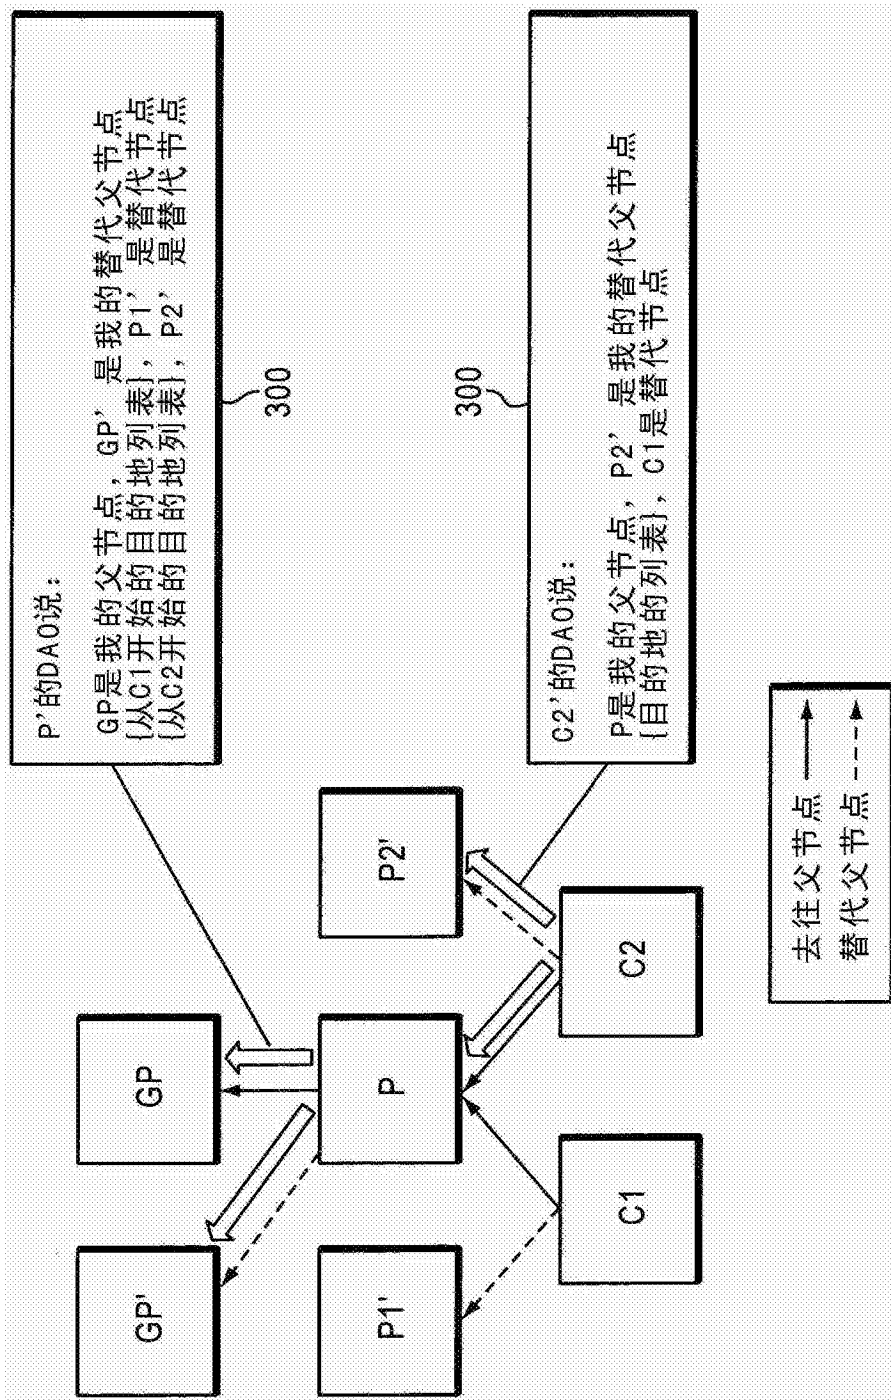 P'的DAO说：
GP是我的父节点，GP'是我的替代父节点
{从C1开始的目的地列表}，P1'是替代节点
{从C2开始的目的地列表}，P2'是替代节点
300
GP'
GP
P1'
P
P2'
C1
C2
300
C2'的DAO说：
P是我的父节点，P2'是我的替代父节点
{目的地的列表}，C1是替代节点
去往父节点
替代父节点